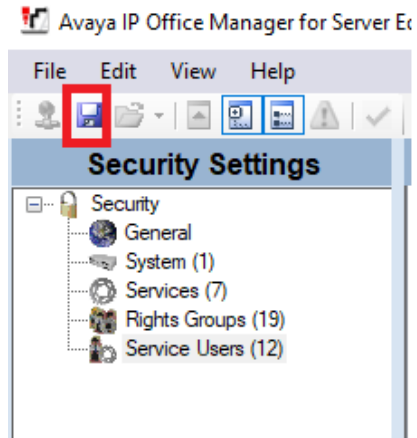 Avaya IP Office Manager for Server Ed
File Edit View Help
Security Settings
Security
General
System (1)
Services (7)
Rights Groups (19)
Service Users (12)